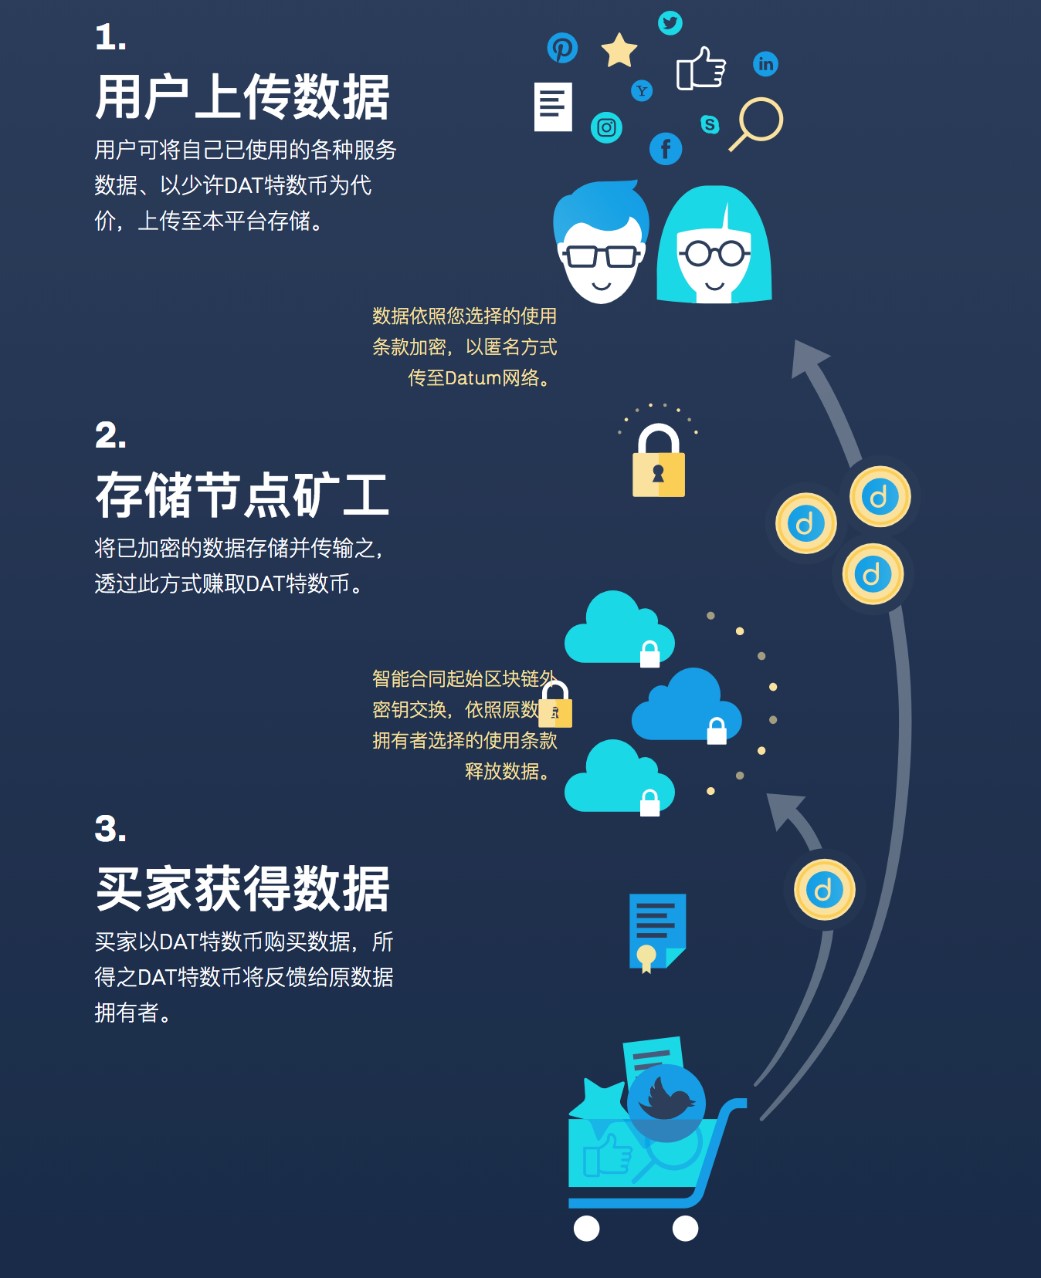 1.
用户上传数据
用户可将自己已使用的各种服务
数据、以少许DAT特数币为代
价，上传至本平台存储。
数据依照您选择的使用
条款加密，以匿名方式
传至Datum网络。
2.
存储节点矿工
将已加密的数据存储并传输之，
透过此方式赚取DAT特数币。
智能合同起始区块链外
密钥交换，依照原数
拥有者选择的使用条款
释放数据。
3.
买家获得数据
买家以DAT特数币购买数据，所
得之DAT特数币将反馈给原数据
拥有者。